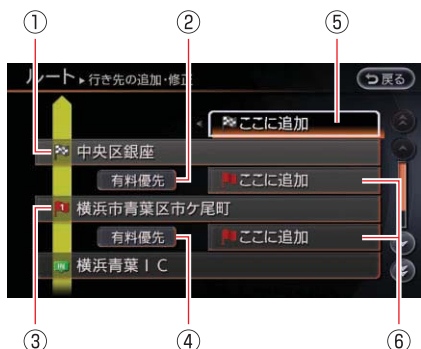 ① ② ⑤
ルート▸行き先の追加・修正
戻る
ここに追加
中央区銀座
有料優先 ここに追加
1 横浜市青葉区市ケ尾町
有料優先 ここに追加
IN 横浜青葉IC
③ ④ ⑥